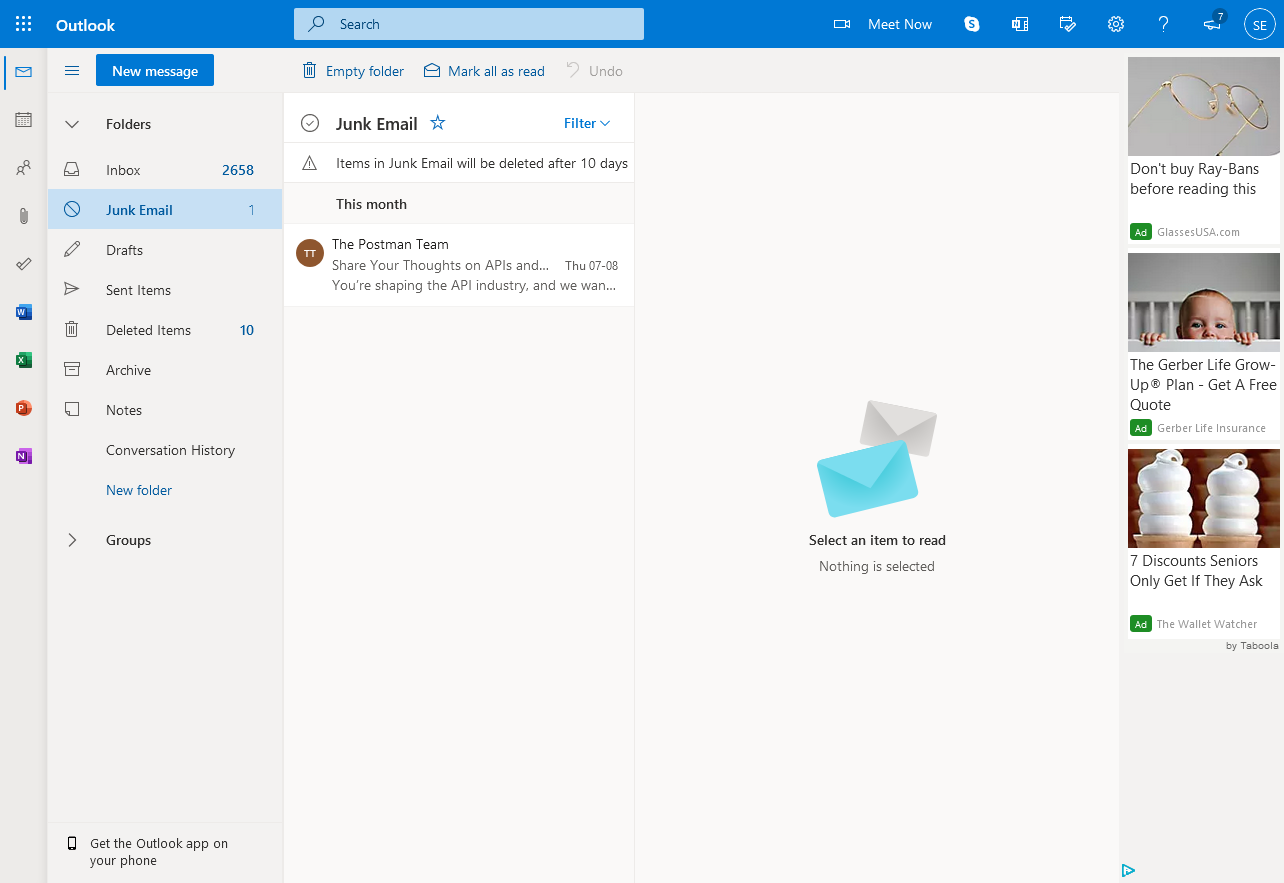 Outlook
Search
Meet Now
7
SE
New message
Empty folder
Mark all as read
Undo
Folders
Inbox 2658
Junk Email 1
Drafts
Sent Items
Deleted Items 10
Archive
Notes
Conversation History
New folder
Groups
Get the Outlook app on
your phone
Junk Email
Filter
Items in Junk Email will be deleted after 10 days
This month
TT
The Postman Team
Share Your Thoughts on APIs and... Thu 07-08
You're shaping the API industry, and we wan...
Select an item to read
Nothing is selected
Don't buy Ray-Bans
before reading this
Ad GlassesUSA.com
The Gerber Life Grow-
Up® Plan - Get A Free
Quote
Ad Gerber Life Insurance
7 Discounts Seniors
Only Get If They Ask
Ad The Wallet Watcher
by Taboola